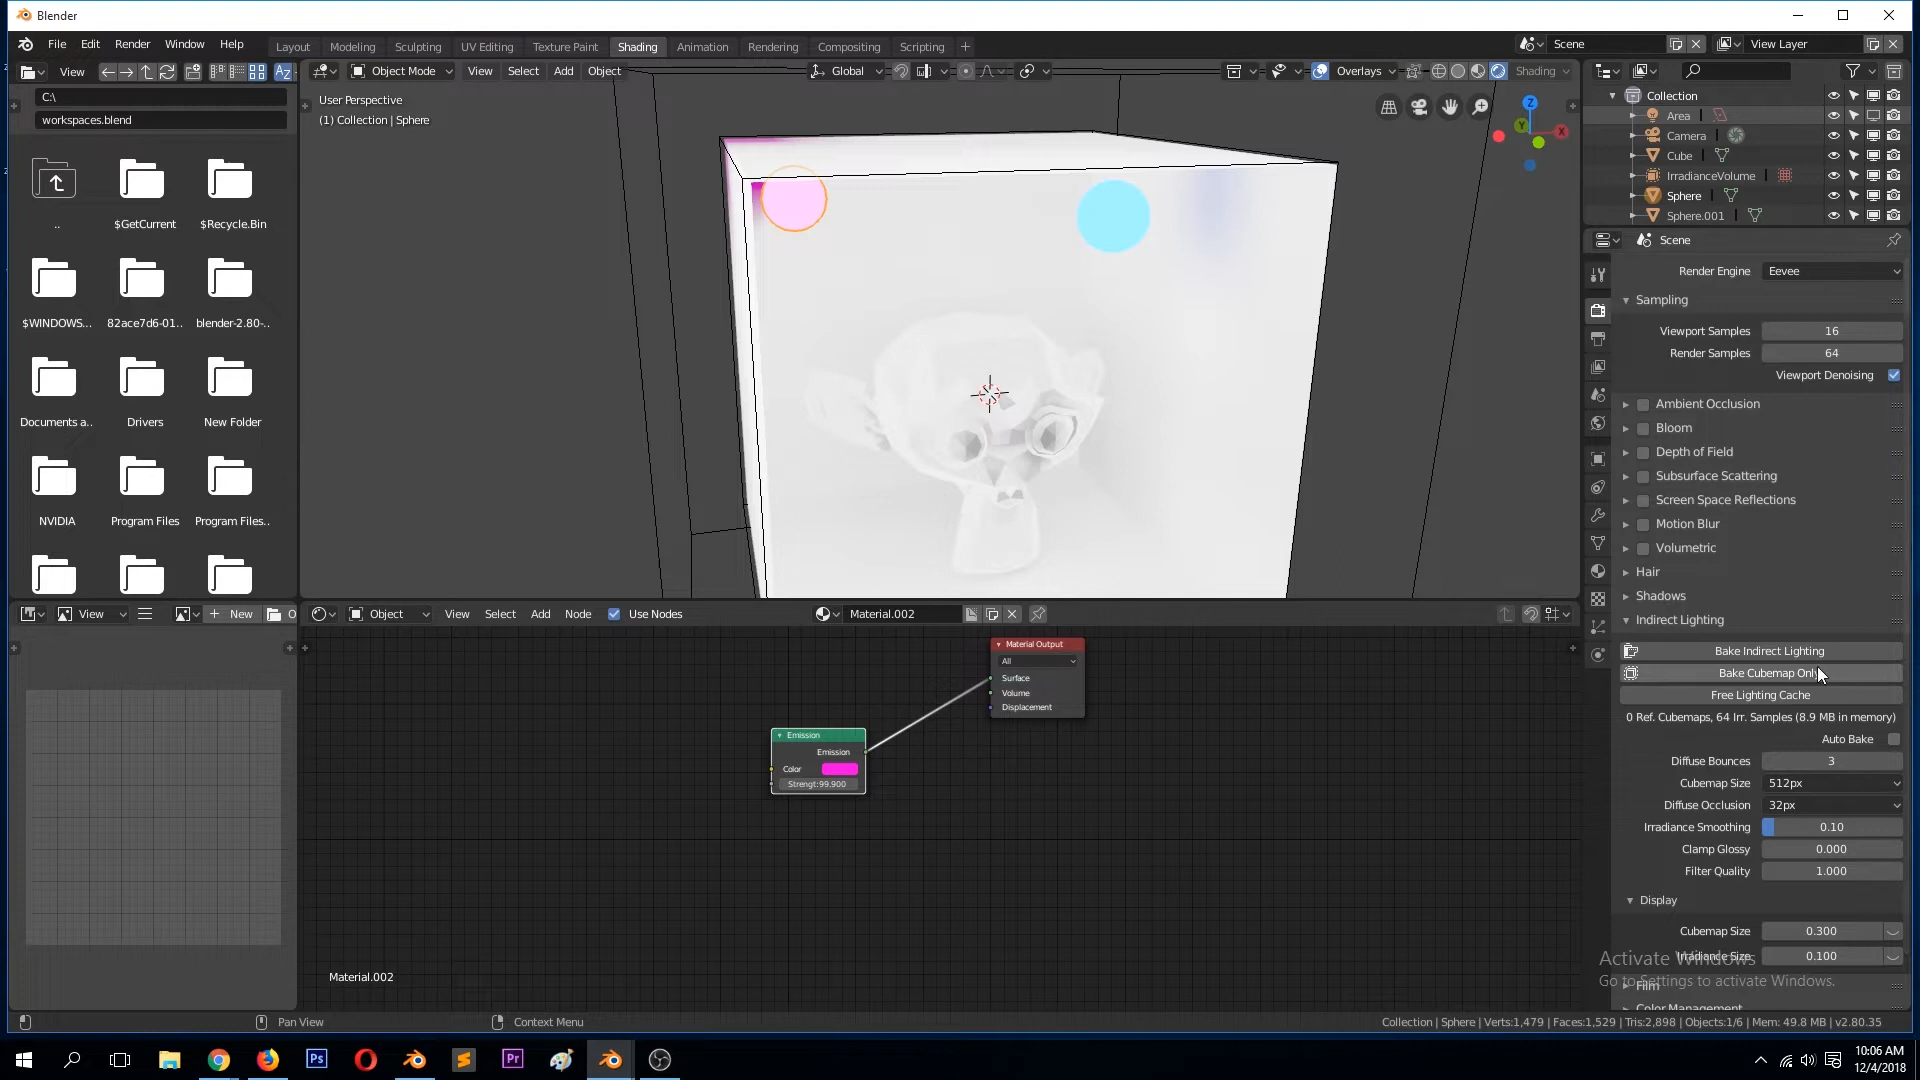 Blender
File Edit Render Window Help
Layout Modeling Sculpting UV Editing Texture Paint Shading Animation Rendering Compositing Scripting
Scene
View Layer
View
Object Mode View Select Add Object
Global
Overlays
Shading
C:\
workspaces.blend
User Perspective
(1) Collection | Sphere
Z
Y
X
.. $GetCurrent $Recycle.Bin
$WINDOWS... 82ace7d6-01.. blender-2.80-..
Documents a.. Drivers New Folder
NVIDIA Program Files Program Files..
Collection
Area
Camera
Cube
IrradianceVolume
Sphere
Sphere.001
Scene
Render Engine Eevee
Sampling
Viewport Samples 16
Render Samples 64
Viewport Denoising
Ambient Occlusion
Bloom
Depth of Field
Subsurface Scattering
Screen Space Reflections
Motion Blur
Volumetric
Hair
Shadows
Indirect Lighting
Bake Indirect Lighting
Bake Cubemap Only
Free Lighting Cache
0 Ref. Cubemaps, 64 Irr. Samples (8.9 MB in memory)
Auto Bake
Diffuse Bounces 3
Cubemap Size 512px
Diffuse Occlusion 32px
Irradiance Smoothing 0.10
Clamp Glossy 0.000
Filter Quality 1.000
Display
Cubemap Size 0.300
Irradiance Size 0.100
Film
Color Management
Activate Windows
Go to Settings to activate Windows.
View
New
O
Object View Select Add Node Use Nodes
Material.002
Material Output
All
Surface
Volume
Displacement
Emission
Emission
Color
Strengt:99.900
Material.002
Pan View
Context Menu
Collection | Sphere | Verts:1,479 | Faces:1,529 | Tris:2,898 | Objects:1/6 | Mem: 49.8 MB | v2.80.35
Ps
Pr
10:06 AM
12/4/2018